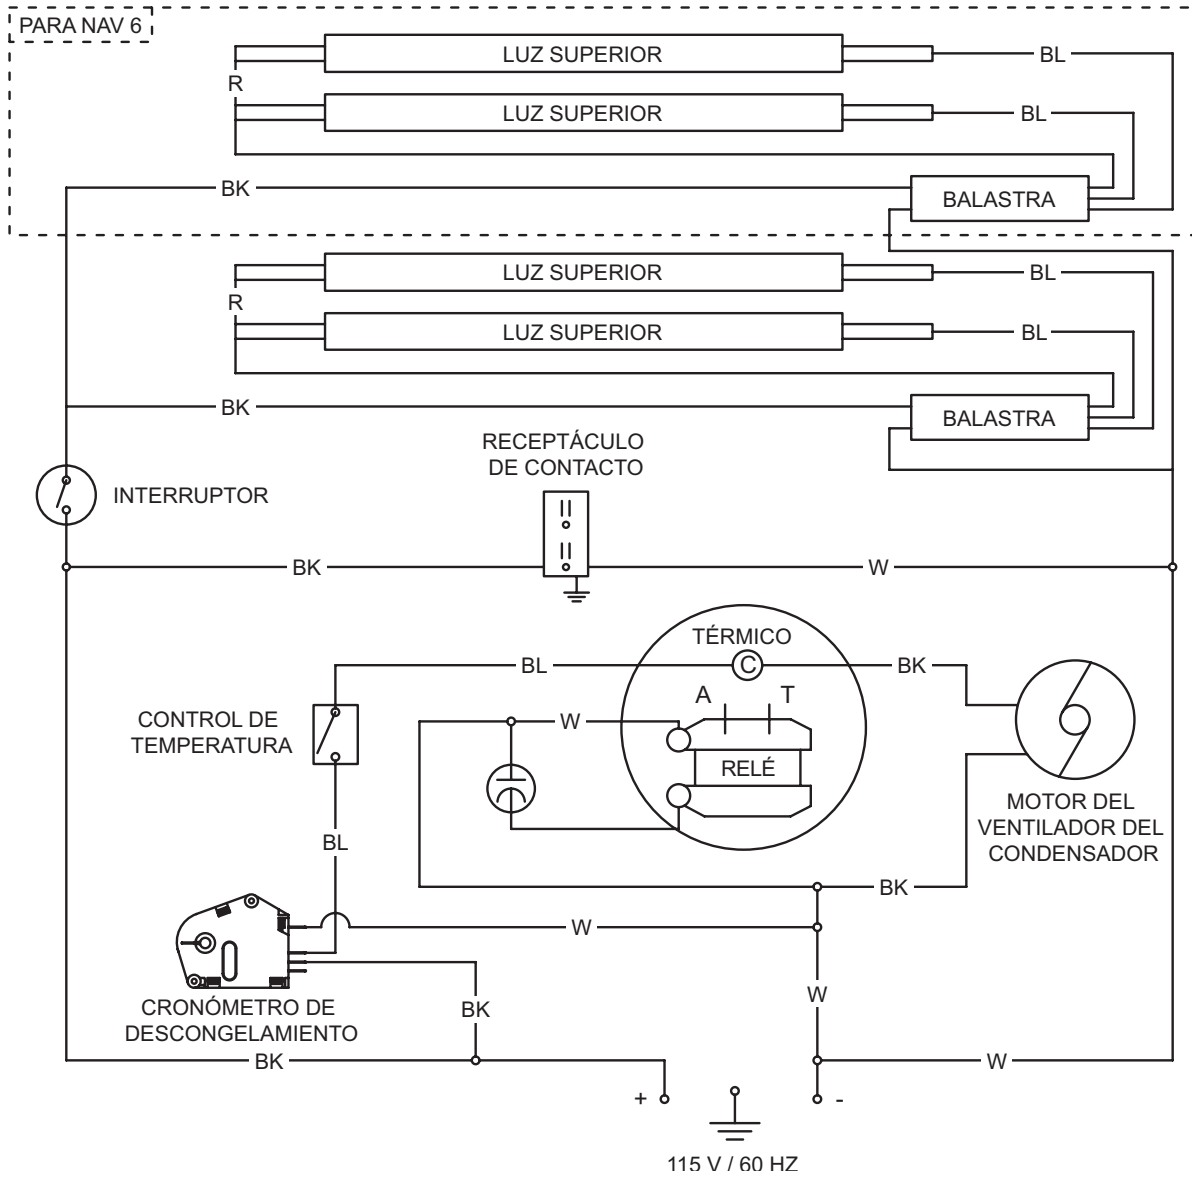 PARA NAV 6
LUZ SUPERIOR
BL
R
LUZ SUPERIOR
BL
BK
BALASTRA
LUZ SUPERIOR
BL
R
LUZ SUPERIOR
BL
BK
BALASTRA
RECEPTÁCULO
DE CONTACTO
INTERRUPTOR
BK
W
TÉRMICO
BL
C
BK
A
T
CONTROL DE
TEMPERATURA
W
RELÉ
MOTOR DEL
VENTILADOR DEL
CONDENSADOR
BL
BK
W
W
CRONÓMETRO DE
DESCONGELAMIENTO
BK
BK
W
+
-
115 V / 60 HZ